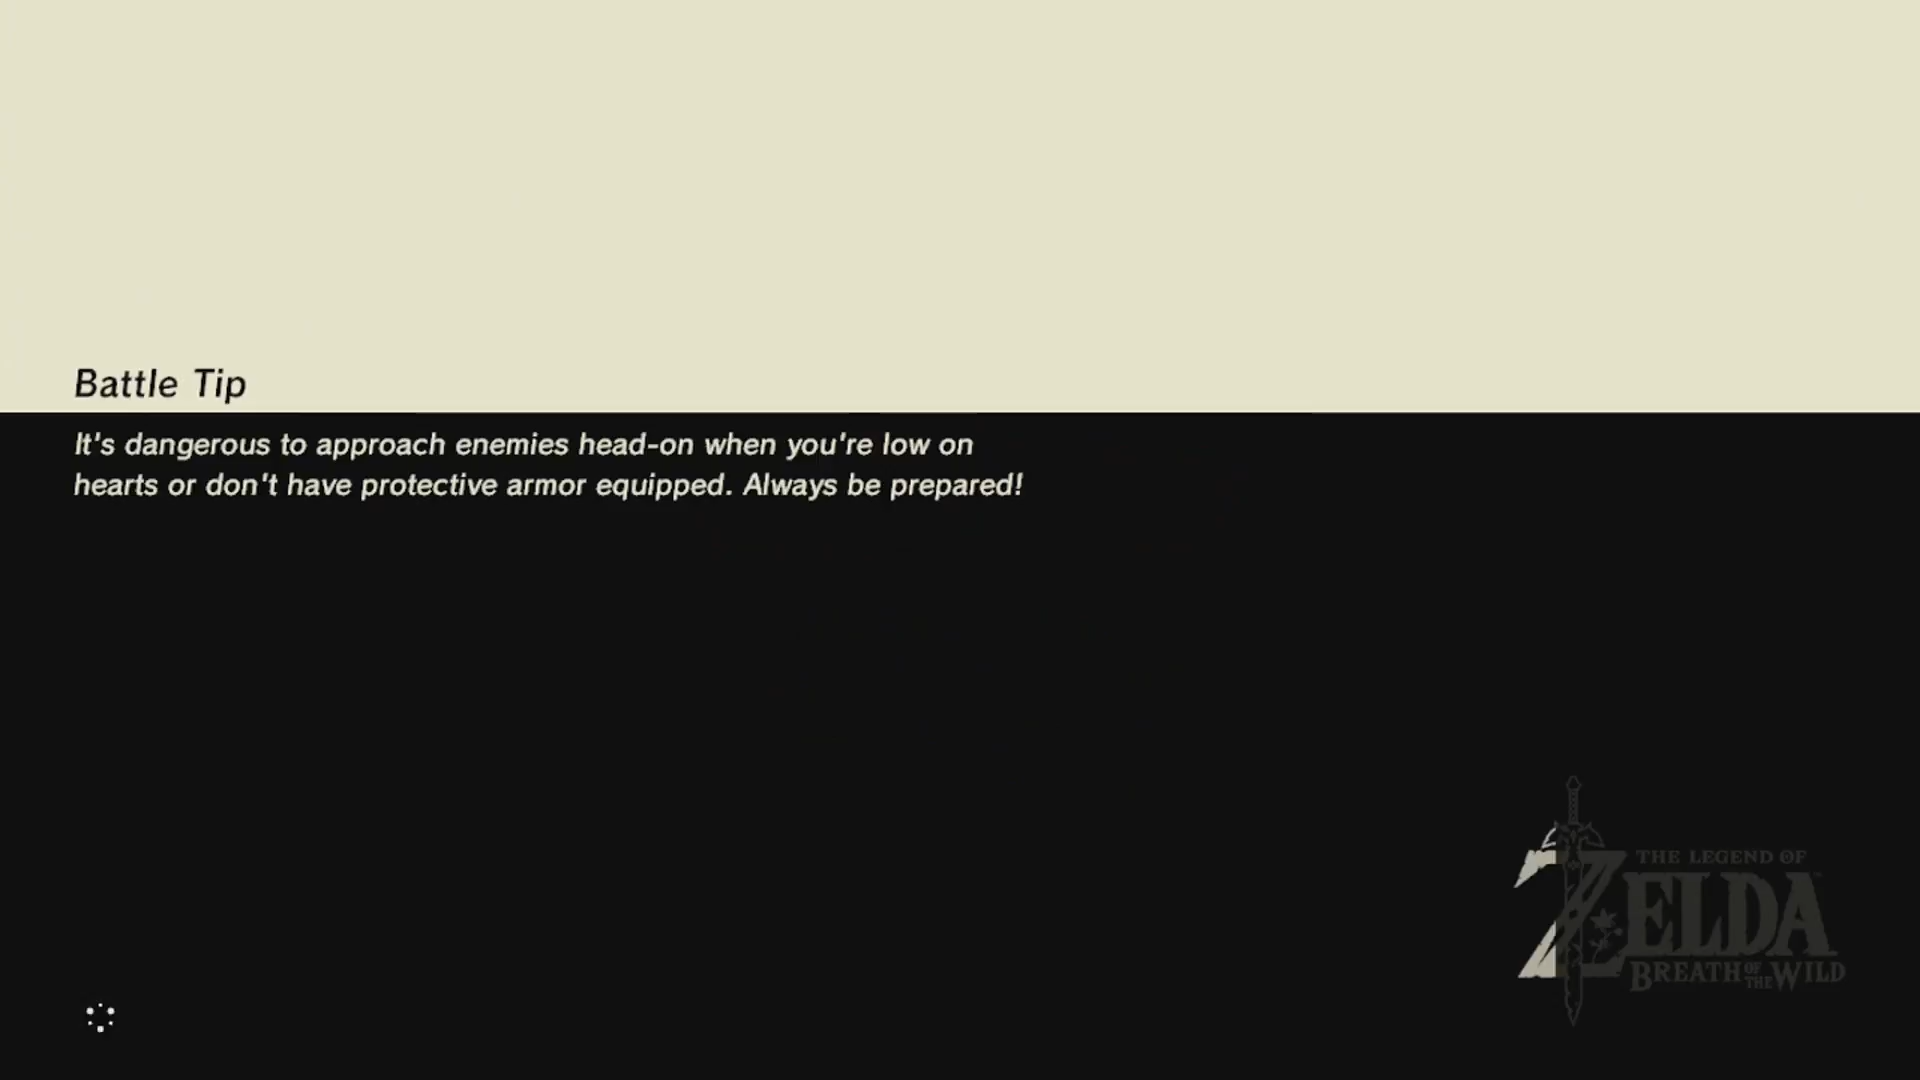 Battle Tip
It's dangerous to approach enemies head-on when you're low on
hearts or don't have protective armor equipped. Always be prepared!
THE LEGEND OF
ZELDA
BREATH OF THE WILD